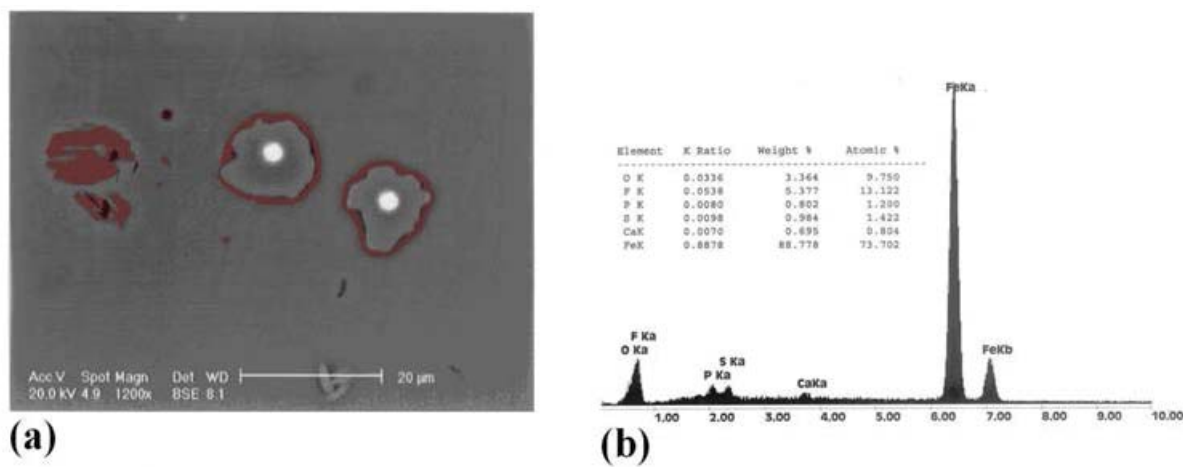 Acc.V Spot Magn Det WD 20 µm
20.0 kV 4.9 1200x BSE 8.1
(a)
FeKa
Element K Ratio Weight % Atomic %
O K 0.0336 3.364 9.750
F K 0.0538 5.377 13.122
P K 0.0080 0.802 1.200
S K 0.0098 0.984 1.422
CaK 0.0070 0.695 0.804
FeK 0.8878 88.778 73.702
F Ka
O Ka
S Ka
P Ka
CaKa
FeKb
1.00 2.00 3.00 4.00 5.00 6.00 7.00 8.00 9.00 10.00
(b)